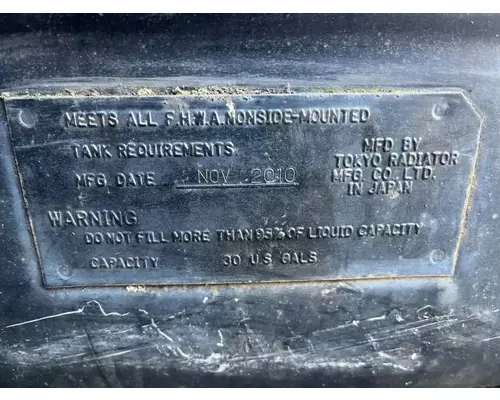 MEETS ALL F.H.W.A. NONSIDE-MOUNTED
TANK REQUIREMENTS
MFG DATE NOV .2010
MFD BY
TOKYO RADIATOR
MFG. CO., LTD.
IN JAPAN
WARNING
DO NOT FILL MORE THAN 95% OF LIQUID CAPACITY
CAPACITY 30 U S GALS